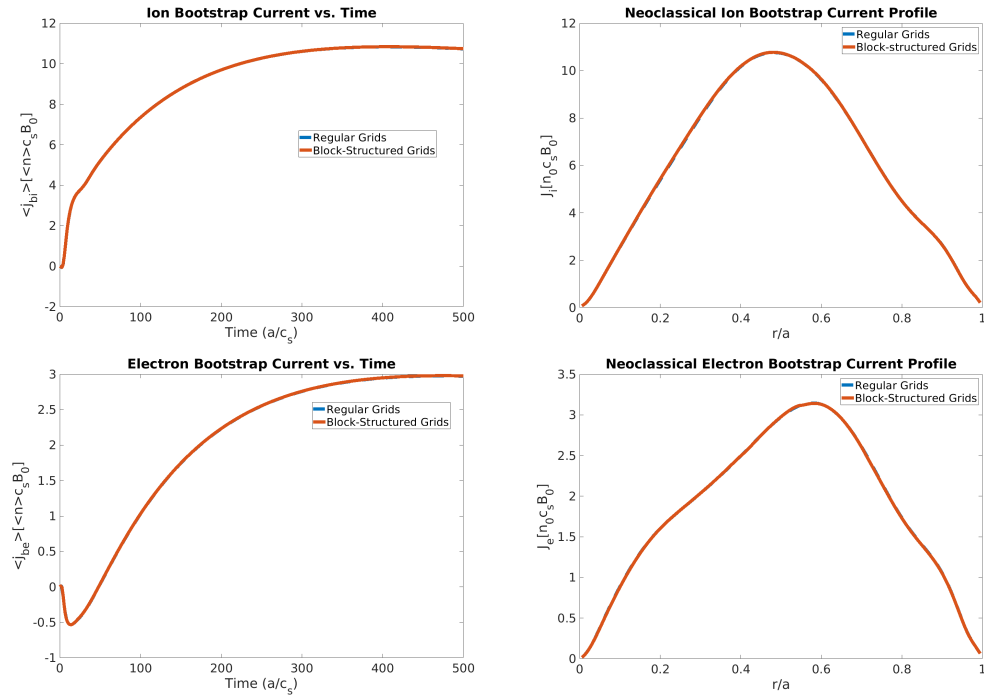 Ion Bootstrap Current vs. Time
12
10
8
6
4
2
0
-2
<j_bi>[<n>c_sB_0]
Regular Grids
Block-Structured Grids
0 100 200 300 400 500
Time (a/c_s)
Neoclassical Ion Bootstrap Current Profile
12
10
8
6
4
2
0
J_i[n_0c_sB_0]
Regular Grids
Block-structured Grids
0 0.2 0.4 0.6 0.8 1
r/a
Electron Bootstrap Current vs. Time
3
2.5
2
1.5
1
0.5
0
-0.5
-1
<j_be>[<n>c_sB_0]
Regular Grids
Block-Structured Grids
0 100 200 300 400 500
Time (a/c_s)
Neoclassical Electron Bootstrap Current Profile
3.5
3
2.5
2
1.5
1
0.5
0
J_e[n_0c_sB_0]
Regular Grids
Block-Structured Grids
0 0.2 0.4 0.6 0.8 1
r/a